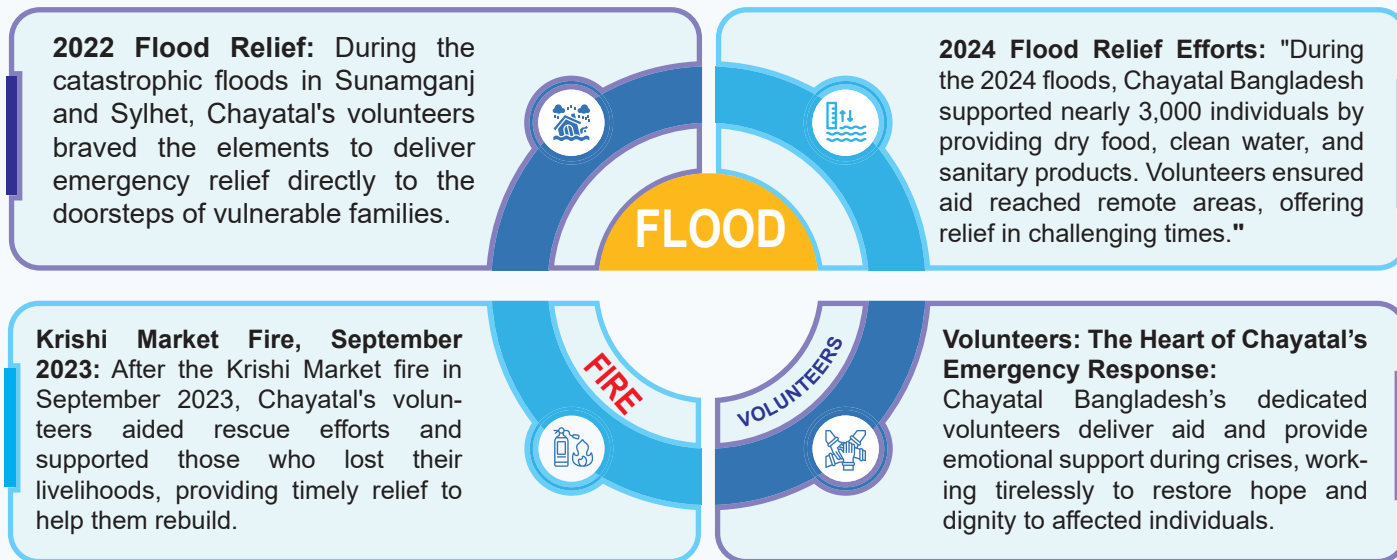 2022 Flood Relief: During the
catastrophic floods in Sunamganj
and Sylhet, Chayatal's volunteers
braved the elements to deliver
emergency relief directly to the
doorsteps of vulnerable families.
2024 Flood Relief Efforts: "During
the 2024 floods, Chayatal Bangladesh
supported nearly 3,000 individuals by
providing dry food, clean water, and
sanitary products. Volunteers ensured
aid reached remote areas, offering
relief in challenging times."
FLOOD
Krishi Market Fire, September
2023: After the Krishi Market fire in
September 2023, Chayatal's volun-
teers aided rescue efforts and
supported those who lost their
livelihoods, providing timely relief to
help them rebuild.
FIRE
VOLUNTEERS
Volunteers: The Heart of Chayatal’s
Emergency Response:
Chayatal Bangladesh’s dedicated
volunteers deliver aid and provide
emotional support during crises, work-
ing tirelessly to restore hope and
dignity to affected individuals.